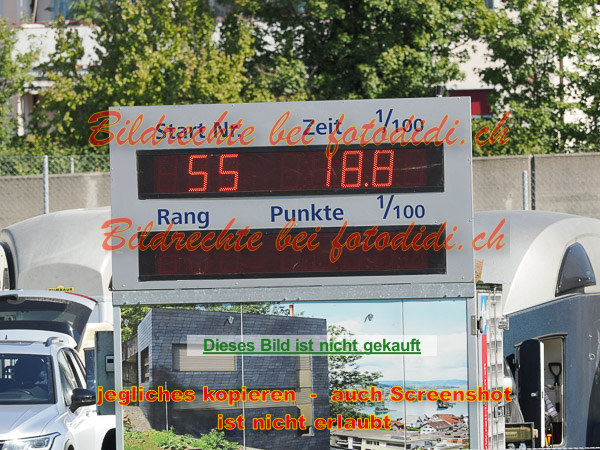 Bildrechte bei fotodidi.ch
Start Nr. Zeit 1/100
55 18.8
Rang Punkte 1/100
Bildrechte bei fotodidi.ch
Dieses Bild ist nicht gekauft
jegliches kopieren - auch Screenshot
ist nicht erlaubt